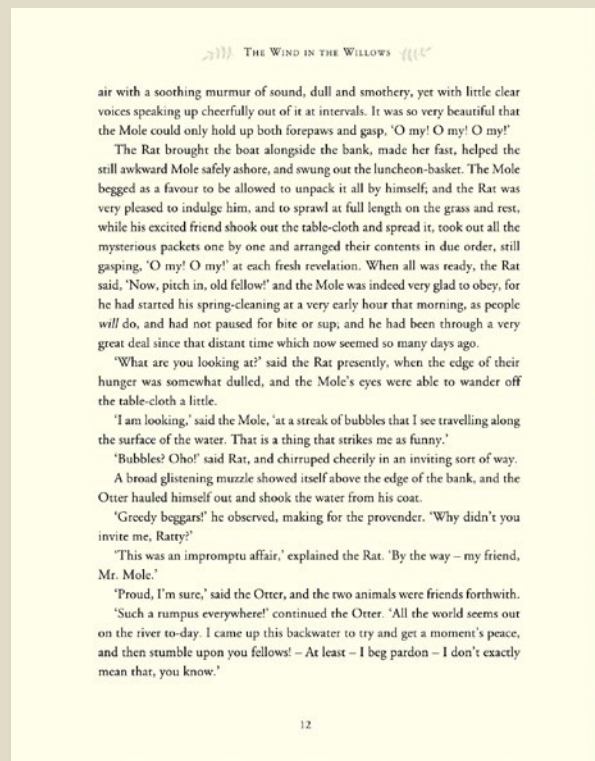 The Wind in the Willows
air with a soothing murmur of sound, dull and smothery, yet with little clear
voices speaking up cheerfully out of it at intervals. It was so very beautiful that
the Mole could only hold up both forepaws and gasp, ‘O my! O my! O my!’
The Rat brought the boat alongside the bank, made her fast, helped the
still awkward Mole safely ashore, and swung out the luncheon-basket. The Mole
begged as a favour to be allowed to unpack it all by himself; and the Rat was
very pleased to indulge him, and to sprawl at full length on the grass and rest,
while his excited friend shook out the table-cloth and spread it, took out all the
mysterious packets one by one and arranged their contents in due order, still
gasping, ‘O my! O my!’ at each fresh revelation. When all was ready, the Rat
said, ‘Now, pitch in, old fellow!’ and the Mole was indeed very glad to obey, for
he had started his spring-cleaning at a very early hour that morning, as people
will do, and had not paused for bite or sup; and he had been through a very
great deal since that distant time which now seemed so many days ago.
‘What are you looking at?’ said the Rat presently, when the edge of their
hunger was somewhat dulled, and the Mole’s eyes were able to wander off
the table-cloth a little.
‘I am looking,’ said the Mole, ‘at a streak of bubbles that I see travelling along
the surface of the water. That is a thing that strikes me as funny.’
‘Bubbles? Oho!’ said Rat, and chirruped cheerily in an inviting sort of way.
A broad glistening muzzle showed itself above the edge of the bank, and the
Otter hauled himself out and shook the water from his coat.
‘Greedy beggars!’ he observed, making for the provender. ‘Why didn’t you
invite me, Ratty?’
‘This was an impromptu affair,’ explained the Rat. ‘By the way – my friend,
Mr. Mole.’
‘Proud, I’m sure,’ said the Otter, and the two animals were friends forthwith.
‘Such a rumpus everywhere!’ continued the Otter. ‘All the world seems out
on the river to-day. I came up this backwater to try and get a moment’s peace,
and then stumble upon you fellows! – At least – I beg pardon – I don’t exactly
mean that, you know.’
12